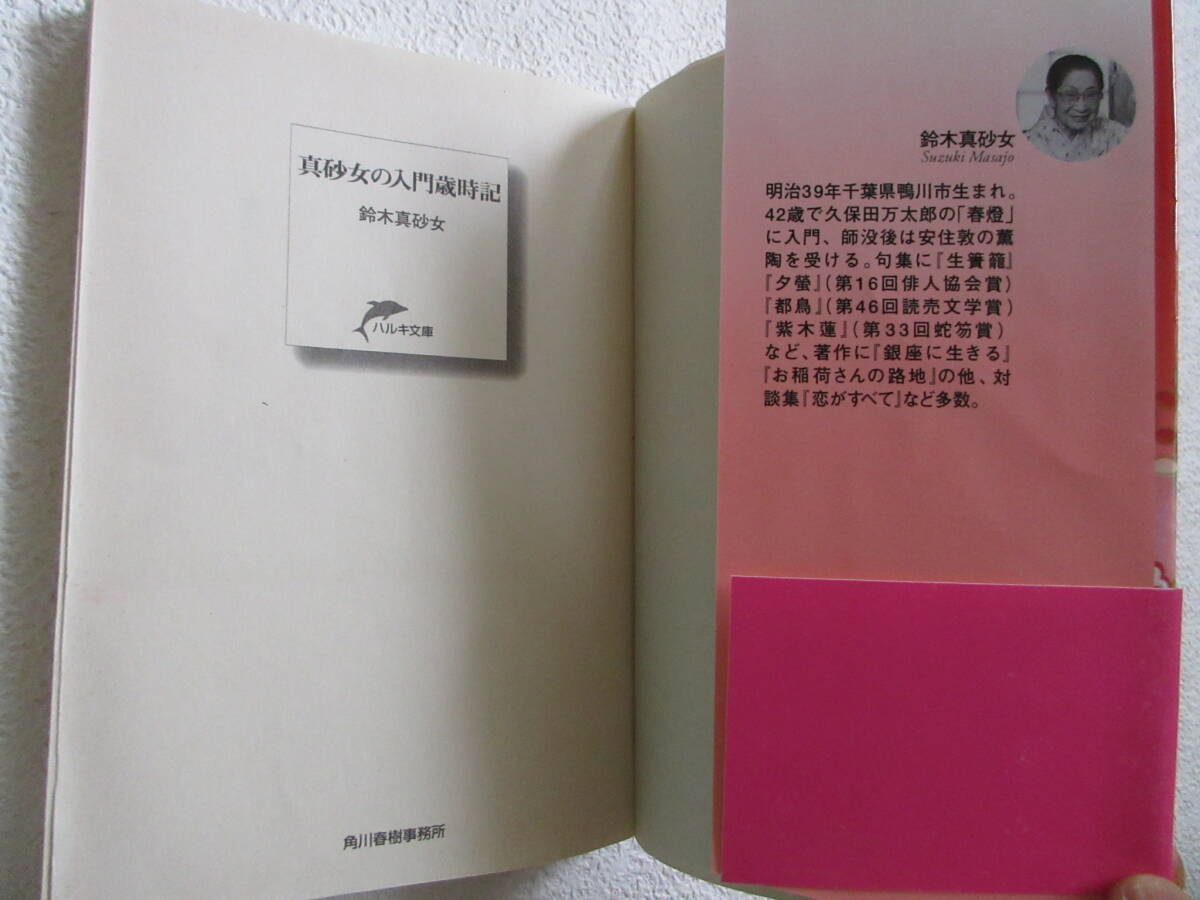 真砂女の入門歳時記
鈴木真砂女
ハルキ文庫
角川春樹事務所
鈴木真砂女
Suzuki Masajo
明治39年千葉県鴨川市生まれ。
42歳で久保田万太郎の「春燈」
に入門、師没後は安住敦の薫
陶を受ける。句集に『生簀籠』
『夕螢』(第16回俳人協会賞)
『都鳥』(第46回読売文学賞)
『紫木蓮』(第33回蛇笏賞)
など、著作に『銀座に生きる』
『お稲荷さんの路地』の他、対
談集『恋がすべて』など多数。